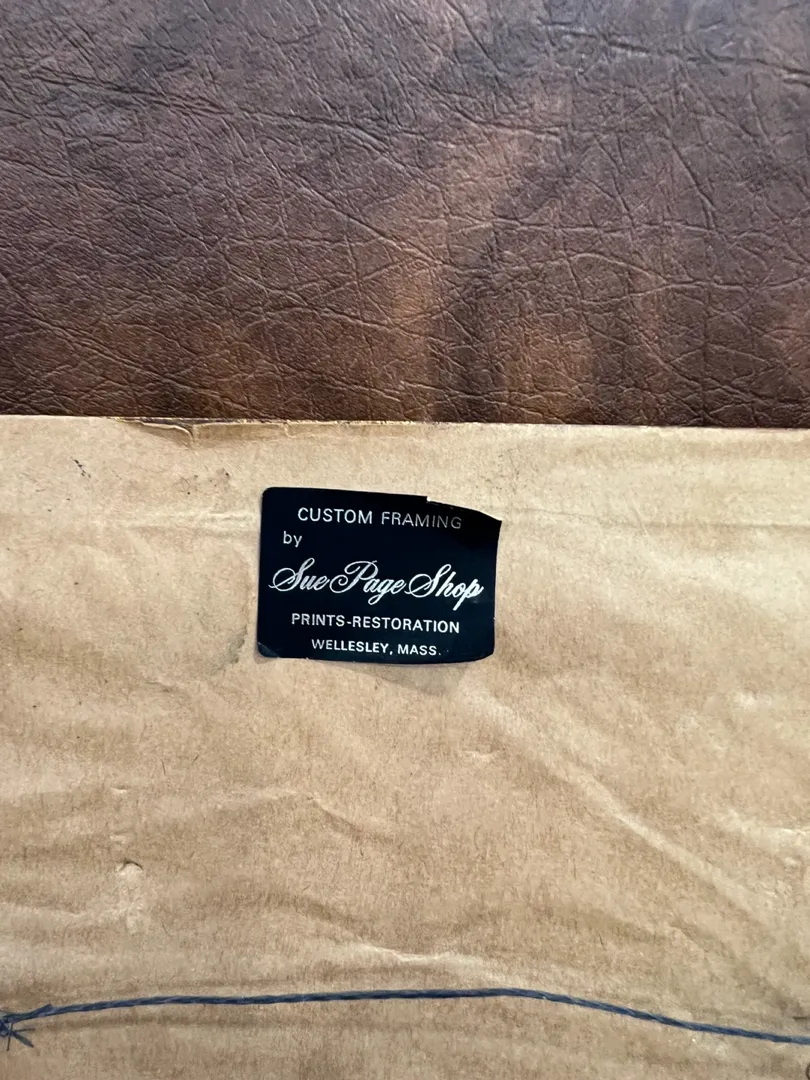 CUSTOM FRAMING
by
Sue Page Shop
PRINTS-RESTORATION
WELLESLEY, MASS.